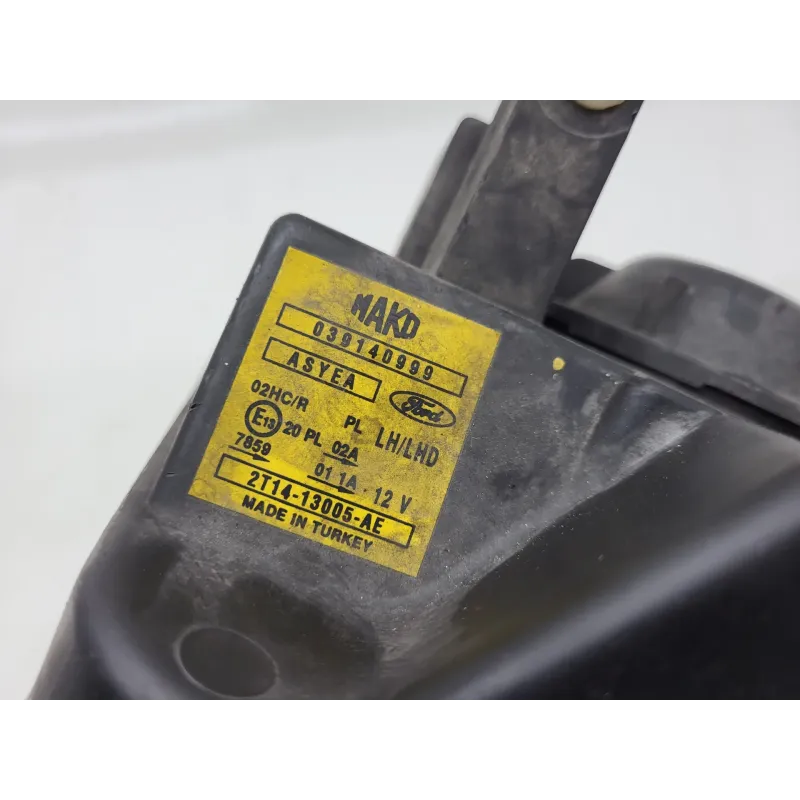 MAKO
039140999
ASYEA
Ford
02HC/R PL LH/LHD
E13 20 PL 02A
7859 01 1A 12 V
2T14-13005-AE
MADE IN TURKEY